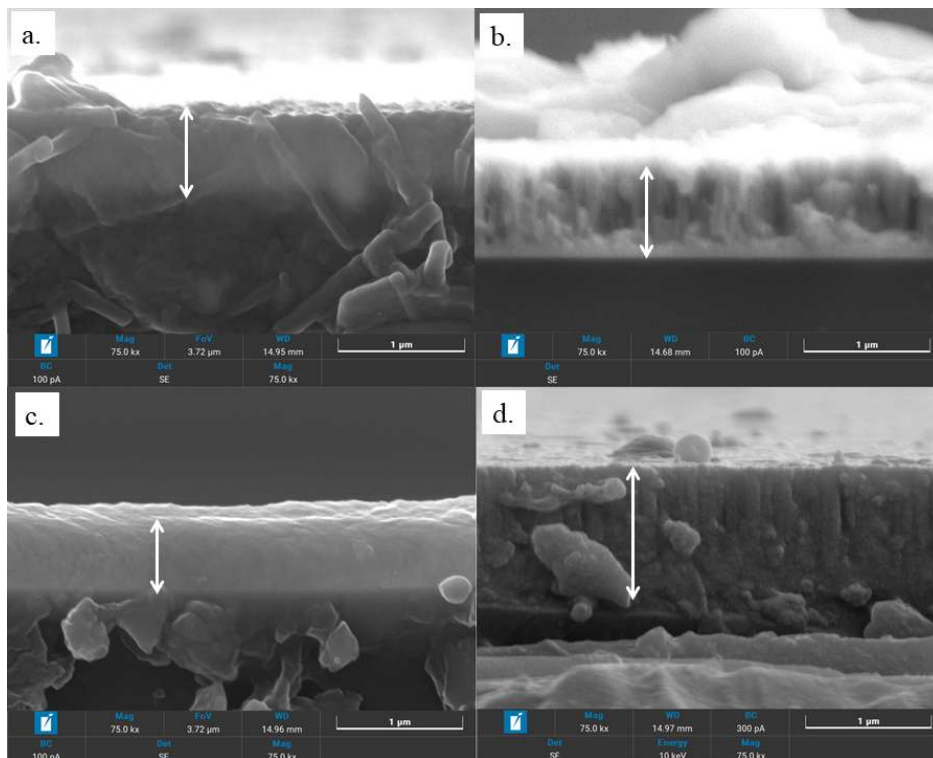 a.
Mag FoV WD
75.0 kx 3.72 µm 14.95 mm 1 µm
BC Det Mag
100 pA SE 75.0 kx
b.
Mag WD BC
75.0 kx 14.68 mm 100 pA 1 µm
Det
SE
c.
Mag FoV WD
75.0 kx 3.72 µm 14.96 mm 1 µm
BC Det Mag
100 pA SE 75.0 kx
d.
Mag WD BC
75.0 kx 14.97 mm 300 pA 1 µm
Det Energy Mag
SE 10 keV 75.0 kx